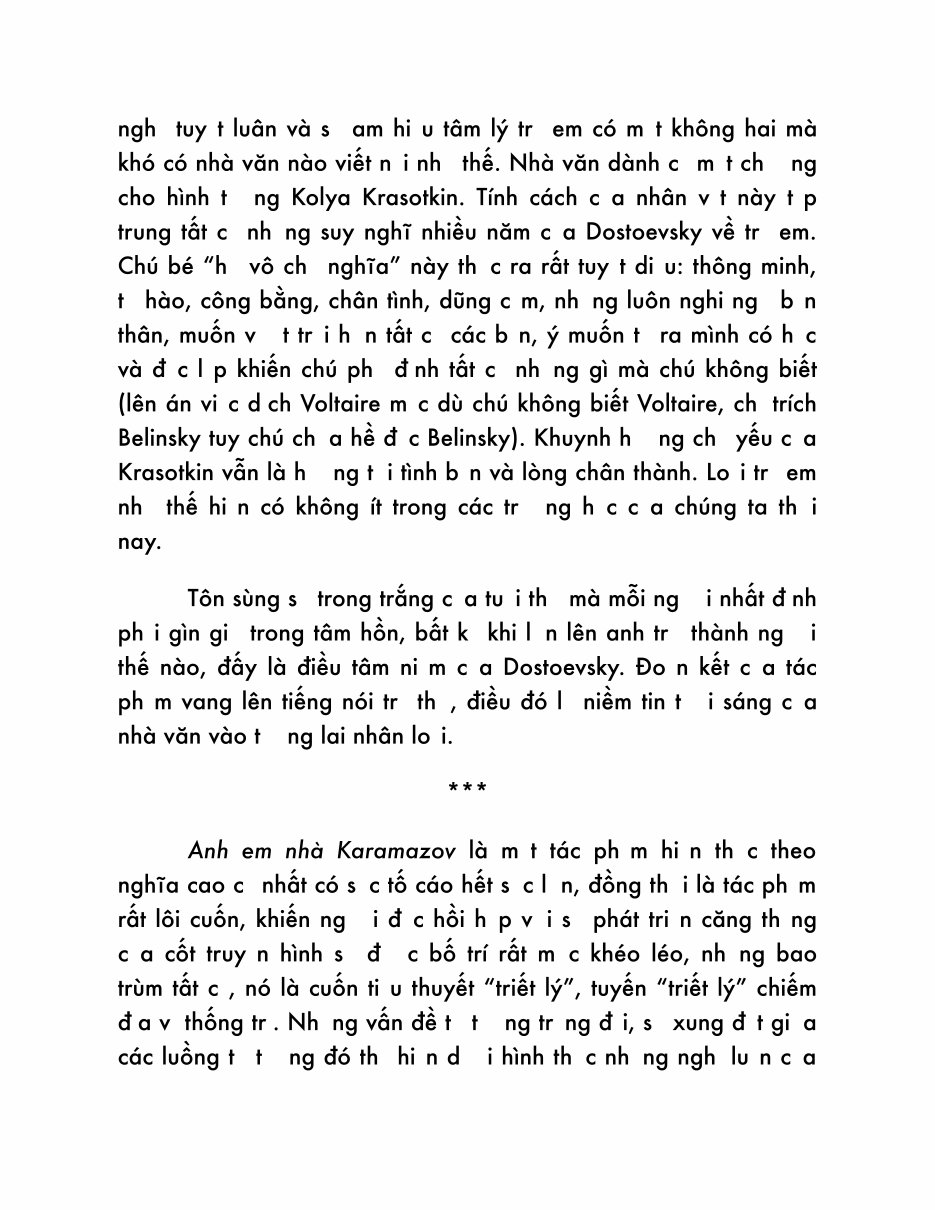 ngh tuy t luân và s am hi u tâm lý tr em có m t không hai mà
khó có nhà văn nào viết n i nh thế. Nhà văn dành c m t ch ng
cho hình t ng Kolya Krasotkin. Tính cách c a nhân v t này t p
trung tất c nh ng suy nghĩ nhiều năm c a Dostoevsky về tr em.
Chú bé “h vô ch nghĩa” này th c ra rất tuy t di u: thông minh,
t hào, công bằng, chân tình, dũng c m, nh ng luôn nghi ng b n
thân, muốn v t tr i h n tất c các b n, ý muốn t ra mình có h c
và đ c l p khiến chú ph đ nh tất c nh ng gì mà chú không biết
(lên án vi c d ch Voltaire m c dù chú không biết Voltaire, ch trích
Belinsky tuy chú ch a hề đ c Belinsky). Khuynh h ng ch yếu c a
Krasotkin vẫn là h ng t i tình b n và lòng chân thành. Lo i tr em
nh thế hi n có không ít trong các tr ng h c c a chúng ta th i
nay.
Tôn sùng s trong trắng c a tu i th mà mỗi ng i nhất đ nh
ph i gìn gi trong tâm hồn, bất k khi l n lên anh tr thành ng i
thế nào, đấy là điều tâm ni m c a Dostoevsky. Đo n kết c a tác
ph m vang lên tiếng nói tr th , điều đó l niềm tin t i sáng c a
nhà văn vào t ng lai nhân lo i.
***
Anh em nhà Karamazov là m t tác ph m hi n th c theo
nghĩa cao c nhất có s c tố cáo hết s c l n, đồng th i là tác ph m
rất lôi cuốn, khiến ng i đ c hồi h p v i s phát tri n căng th ng
c a cốt truy n hình s đ c bố trí rất m c khéo léo, nh ng bao
trùm tất c , nó là cuốn ti u thuyết “triết lý”, tuyến “triết lý” chiếm
đ a v thống tr . Nh ng vấn đề t t ng tr ng đ i, s xung đ t gi a
các luồng t t ng đó th hi n d i hình th c nh ng ngh lu n c a